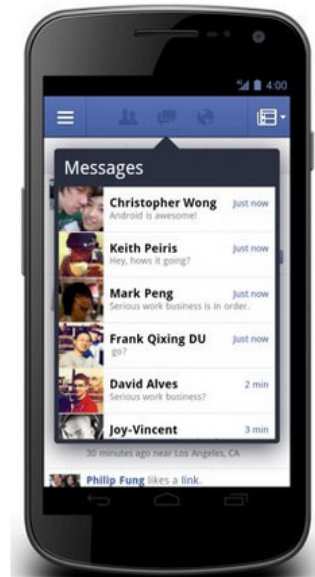 4:00
Messages
Christopher Wong Just now
Android is awesome!
Keith Peiris Just now
Hey, hows it going?
Mark Peng Just now
Serious work business is in order.
Frank Qixing DU Just now
go?
David Alves 2 min
Serious work business?
Joy-Vincent 3 min
30 minutes ago near Los Angeles, CA
Philip Fung likes a link.